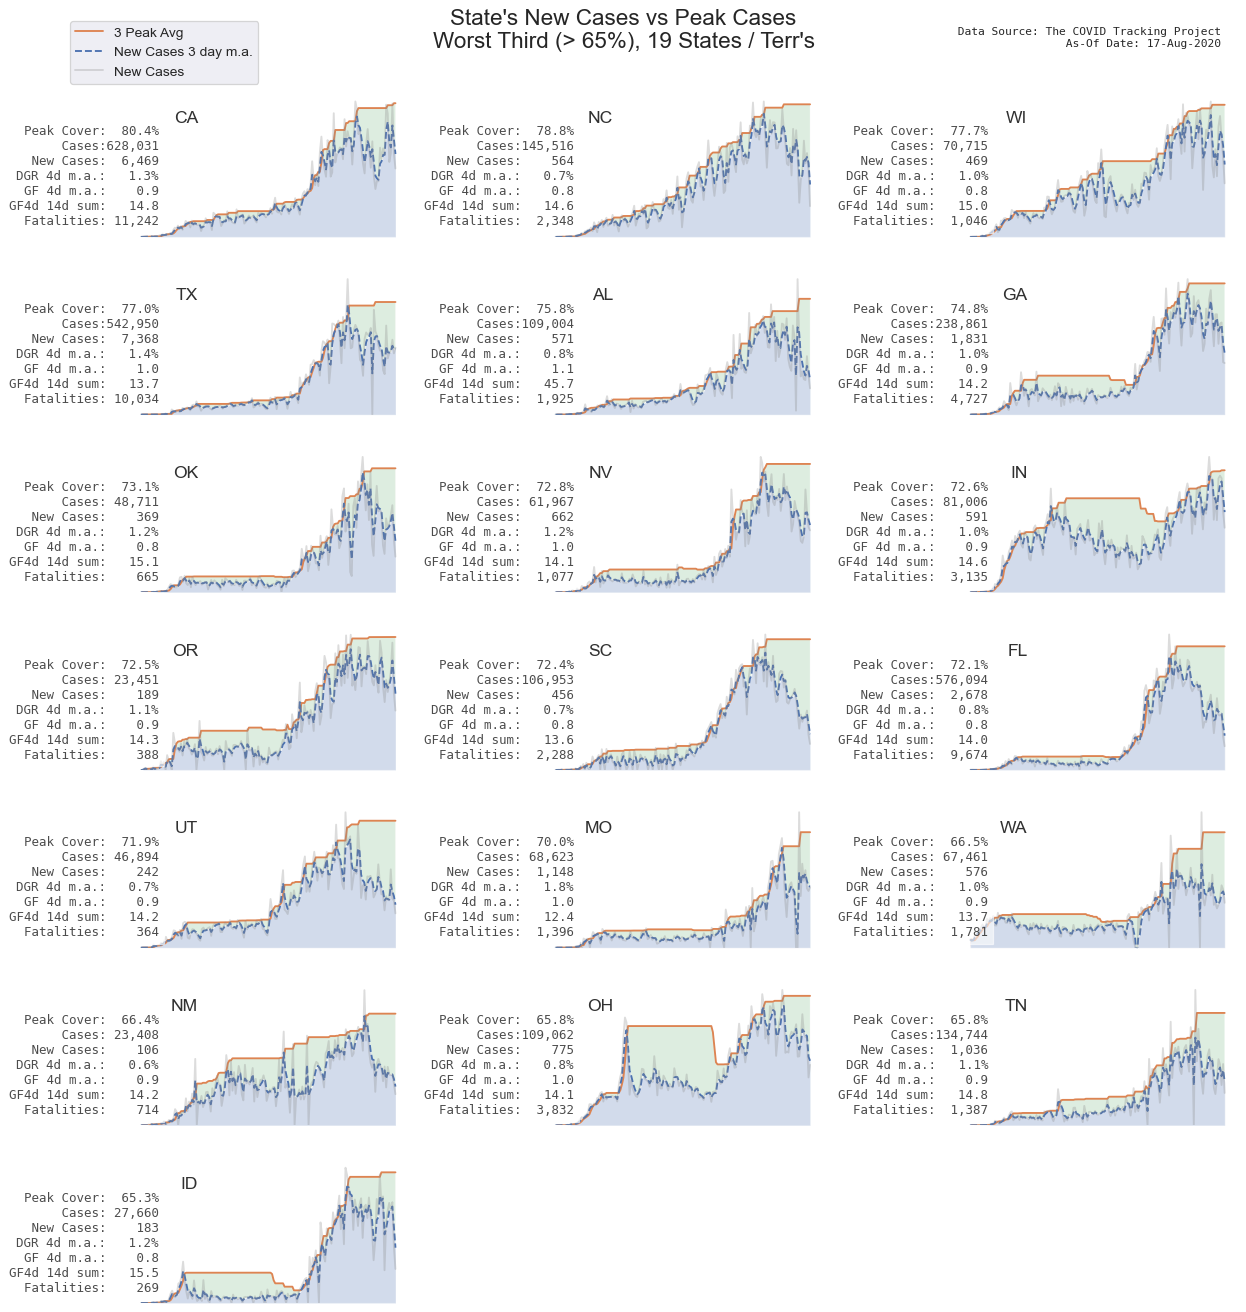 State's New Cases vs Peak Cases
Worst Third (> 65%), 19 States / Terr's
3 Peak Avg
New Cases 3 day m.a.
New Cases
Data Source: The COVID Tracking Project
As-Of Date: 17-Aug-2020
CA
Peak Cover: 80.4%
Cases:628,031
New Cases: 6,469
DGR 4d m.a.: 1.3%
GF 4d m.a.: 0.9
GF4d 14d sum: 14.8
Fatalities: 11,242
NC
Peak Cover: 78.8%
Cases:145,516
New Cases: 564
DGR 4d m.a.: 0.7%
GF 4d m.a.: 0.8
GF4d 14d sum: 14.6
Fatalities: 2,348
WI
Peak Cover: 77.7%
Cases: 70,715
New Cases: 469
DGR 4d m.a.: 1.0%
GF 4d m.a.: 0.8
GF4d 14d sum: 15.0
Fatalities: 1,046
TX
Peak Cover: 77.0%
Cases:542,950
New Cases: 7,368
DGR 4d m.a.: 1.4%
GF 4d m.a.: 1.0
GF4d 14d sum: 13.7
Fatalities: 10,034
AL
Peak Cover: 75.8%
Cases:109,004
New Cases: 571
DGR 4d m.a.: 0.8%
GF 4d m.a.: 1.1
GF4d 14d sum: 45.7
Fatalities: 1,925
GA
Peak Cover: 74.8%
Cases:238,861
New Cases: 1,831
DGR 4d m.a.: 1.0%
GF 4d m.a.: 0.9
GF4d 14d sum: 14.2
Fatalities: 4,727
OK
Peak Cover: 73.1%
Cases: 48,711
New Cases: 369
DGR 4d m.a.: 1.2%
GF 4d m.a.: 0.8
GF4d 14d sum: 15.1
Fatalities: 665
NV
Peak Cover: 72.8%
Cases: 61,967
New Cases: 662
DGR 4d m.a.: 1.2%
GF 4d m.a.: 1.0
GF4d 14d sum: 14.1
Fatalities: 1,077
IN
Peak Cover: 72.6%
Cases: 81,006
New Cases: 591
DGR 4d m.a.: 1.0%
GF 4d m.a.: 0.9
GF4d 14d sum: 14.6
Fatalities: 3,135
OR
Peak Cover: 72.5%
Cases: 23,451
New Cases: 189
DGR 4d m.a.: 1.1%
GF 4d m.a.: 0.9
GF4d 14d sum: 14.3
Fatalities: 388
SC
Peak Cover: 72.4%
Cases:106,953
New Cases: 456
DGR 4d m.a.: 0.7%
GF 4d m.a.: 0.8
GF4d 14d sum: 13.6
Fatalities: 2,288
FL
Peak Cover: 72.1%
Cases:576,094
New Cases: 2,678
DGR 4d m.a.: 0.8%
GF 4d m.a.: 0.8
GF4d 14d sum: 14.0
Fatalities: 9,674
UT
Peak Cover: 71.9%
Cases: 46,894
New Cases: 242
DGR 4d m.a.: 0.7%
GF 4d m.a.: 0.9
GF4d 14d sum: 14.2
Fatalities: 364
MO
Peak Cover: 70.0%
Cases: 68,623
New Cases: 1,148
DGR 4d m.a.: 1.8%
GF 4d m.a.: 1.0
GF4d 14d sum: 12.4
Fatalities: 1,396
WA
Peak Cover: 66.5%
Cases: 67,461
New Cases: 576
DGR 4d m.a.: 1.0%
GF 4d m.a.: 0.9
GF4d 14d sum: 13.7
Fatalities: 1,781
NM
Peak Cover: 66.4%
Cases: 23,408
New Cases: 106
DGR 4d m.a.: 0.6%
GF 4d m.a.: 0.9
GF4d 14d sum: 14.2
Fatalities: 714
OH
Peak Cover: 65.8%
Cases:109,062
New Cases: 775
DGR 4d m.a.: 0.8%
GF 4d m.a.: 1.0
GF4d 14d sum: 14.1
Fatalities: 3,832
TN
Peak Cover: 65.8%
Cases:134,744
New Cases: 1,036
DGR 4d m.a.: 1.1%
GF 4d m.a.: 0.9
GF4d 14d sum: 14.8
Fatalities: 1,387
ID
Peak Cover: 65.3%
Cases: 27,660
New Cases: 183
DGR 4d m.a.: 1.2%
GF 4d m.a.: 0.8
GF4d 14d sum: 15.5
Fatalities: 269